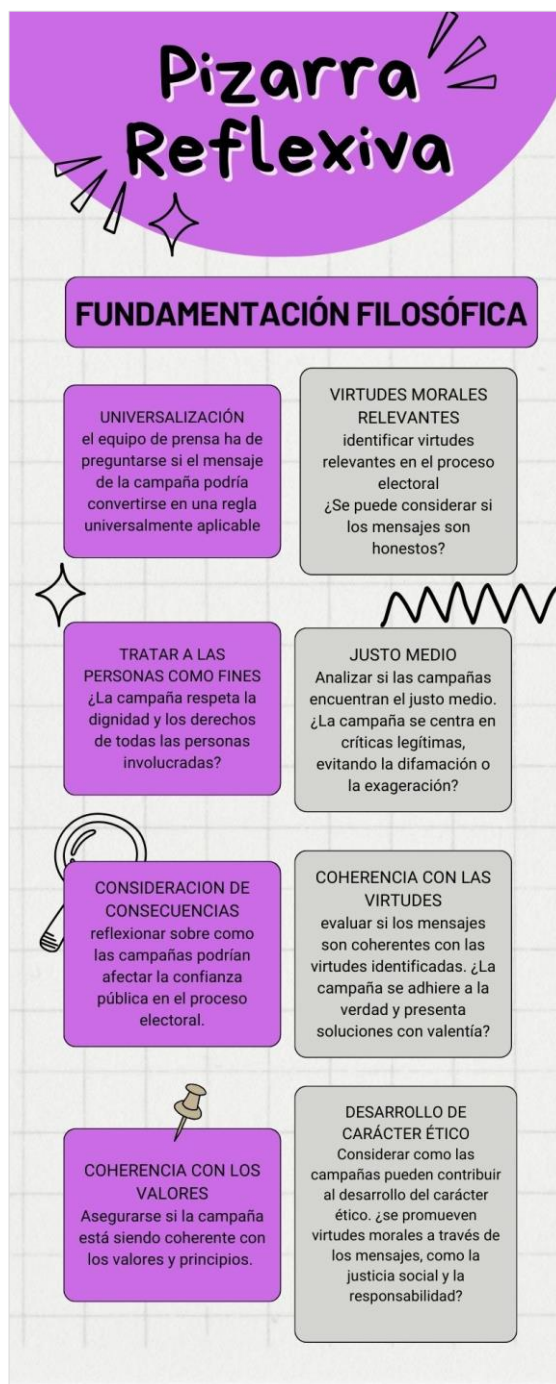 Pizarra
Reflexiva
FUNDAMENTACIÓN FILOSÓFICA
UNIVERSALIZACIÓN
el equipo de prensa ha de
preguntarse si el mensaje
de la campaña podría
convertirse en una regla
universalmente aplicable
VIRTUDES MORALES
RELEVANTES
identificar virtudes
relevantes en el proceso
electoral
¿Se puede considerar si
los mensajes son
honestos?
TRATAR A LAS
PERSONAS COMO FINES
¿La campaña respeta la
dignidad y los derechos
de todas las personas
involucradas?
JUSTO MEDIO
Analizar si las campañas
encuentran el justo medio.
¿La campaña se centra en
críticas legítimas,
evitando la difamación o
la exageración?
CONSIDERACION DE
CONSECUENCIAS
reflexionar sobre como
las campañas podrían
afectar la confianza
pública en el proceso
electoral.
COHERENCIA CON LAS
VIRTUDES
evaluar si los mensajes
son coherentes con las
virtudes identificadas. ¿La
campaña se adhiere a la
verdad y presenta
soluciones con valentía?
COHERENCIA CON LOS
VALORES
Asegurarse si la campaña
está siendo coherente con
los valores y principios.
DESARROLLO DE
CARÁCTER ÉTICO
Considerar como las
campañas pueden contribuir
al desarrollo del carácter
ético. ¿se promueven
virtudes morales a través de
los mensajes, como la
justicia social y la
responsabilidad?